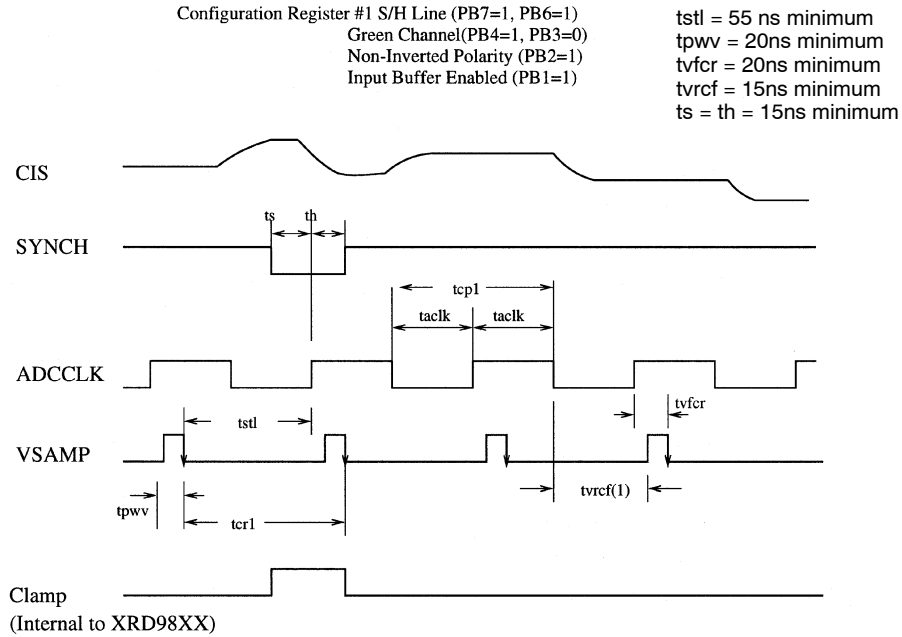 Configuration Register #1 S/H Line (PB7=1, PB6=1)
Green Channel(PB4=1, PB3=0)
Non-Inverted Polarity (PB2=1)
Input Buffer Enabled (PB1=1)
tstl = 55 ns minimum
tpwv = 20ns minimum
tvfcr = 20ns minimum
tvrcf = 15ns minimum
ts = th = 15ns minimum
CIS
ts th
SYNCH
tcp1
taclk taclk
ADCCLK
tvfcr
tstl
VSAMP
tvrcf(1)
tpwv
tcr1
Clamp
(Internal to XRD98XX)